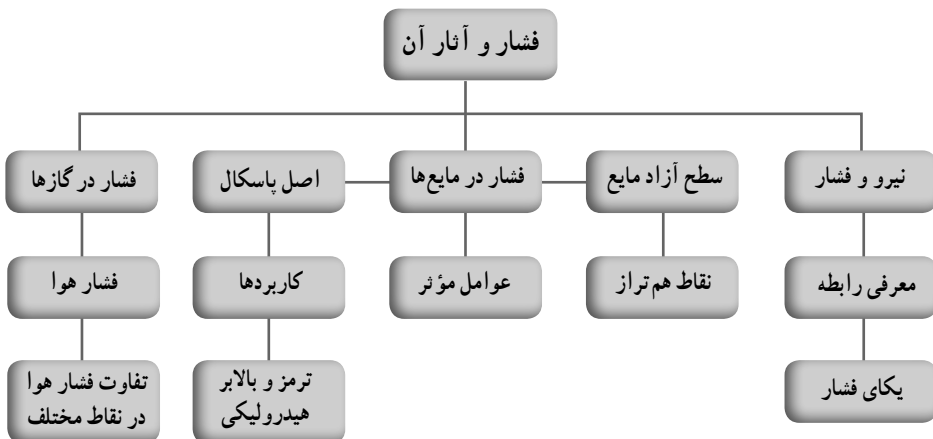 فشار و آثار آن
نیرو و فشار
سطح آزاد مایع
فشار در مایع‌ها
اصل پاسکال
فشار در گازها
معرفی رابطه
نقاط هم‌تراز
عوامل مؤثر
کاربردها
فشار هوا
یکای فشار
ترمز و بالابر
هیدرولیکی
تفاوت فشار هوا
در نقاط مختلف